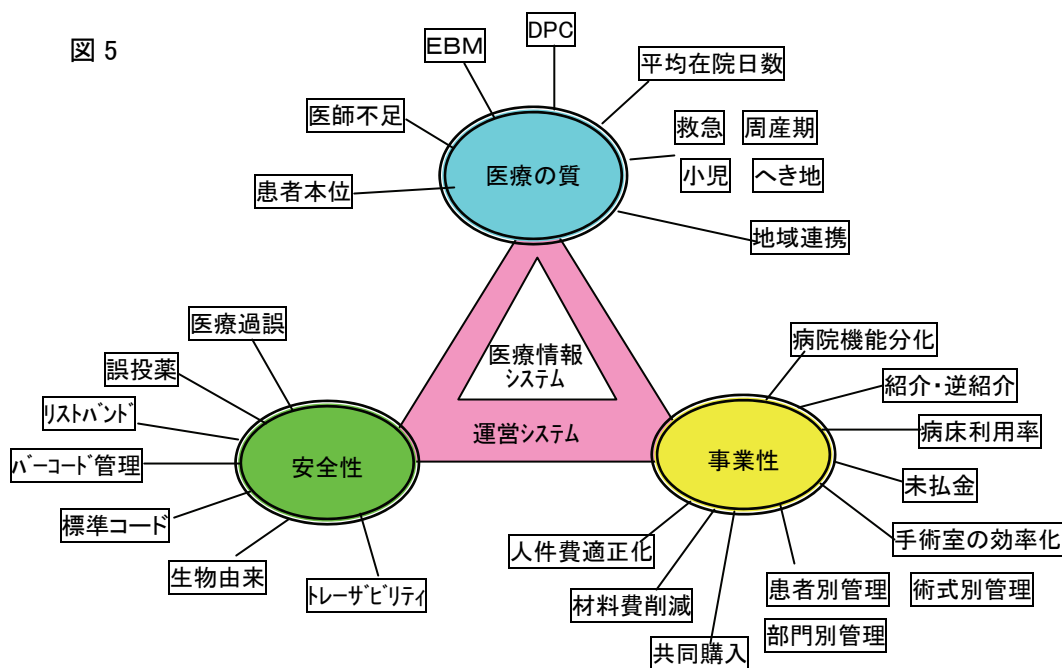 図 5
DPC
EBM
平均在院日数
医師不足
救急 周産期
小児 へき地
患者本位
医療の質
地域連携
医療過誤
誤投薬
ﾘｽﾄﾊﾞﾝﾄﾞ
ﾊﾞｰｺｰﾄﾞ管理
標準コード
生物由来
ﾄﾚｰｻﾞﾋﾞﾘﾃｨ
安全性
医療情報
ｼｽﾃﾑ
運営ｼｽﾃﾑ
病院機能分化
紹介・逆紹介
病床利用率
事業性
未払金
手術室の効率化
人件費適正化
患者別管理 術式別管理
材料費削減
部門別管理
共同購入